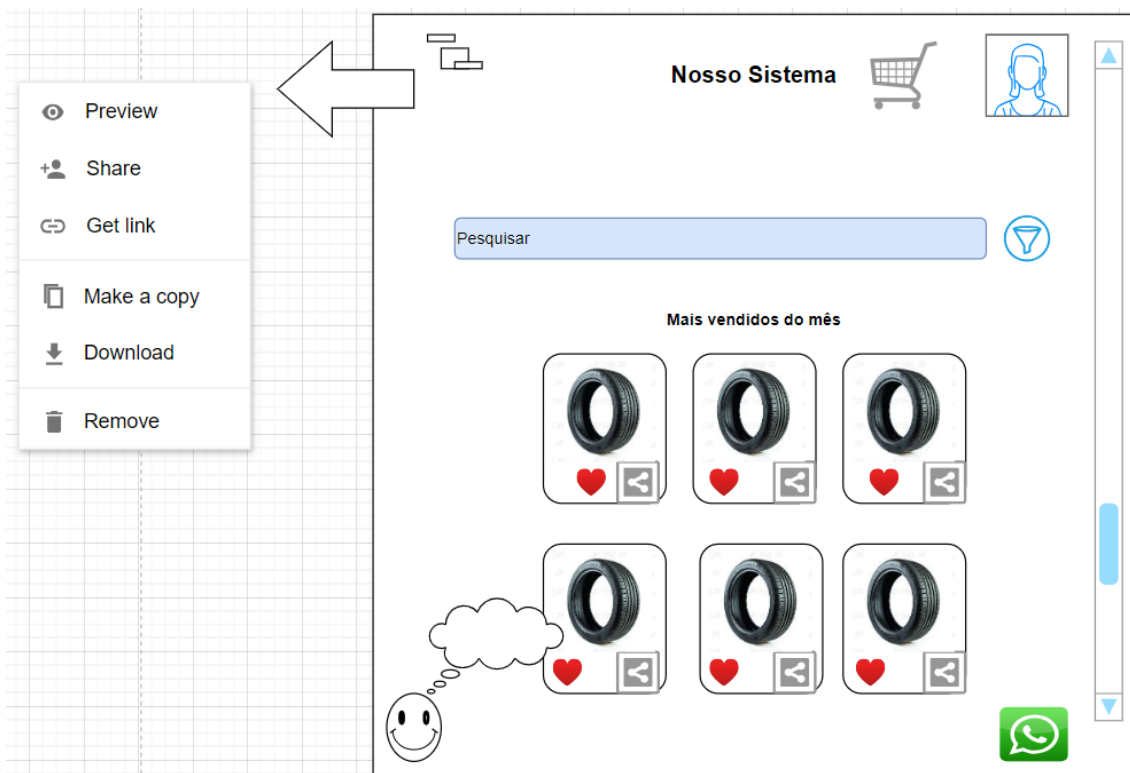 Preview
Share
Get link
Make a copy
Download
Remove
Nosso Sistema
Pesquisar
Mais vendidos do mês